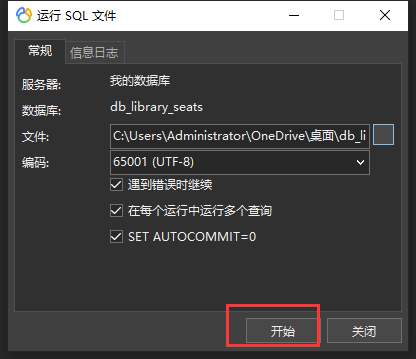 运行 SQL 文件
常规 信息日志
服务器: 我的数据库
数据库: db_library_seats
文件: C:\Users\Administrator\OneDrive\桌面\db_li
编码: 65001 (UTF-8)
遇到错误时继续
在每个运行中运行多个查询
SET AUTOCOMMIT=0
开始 关闭